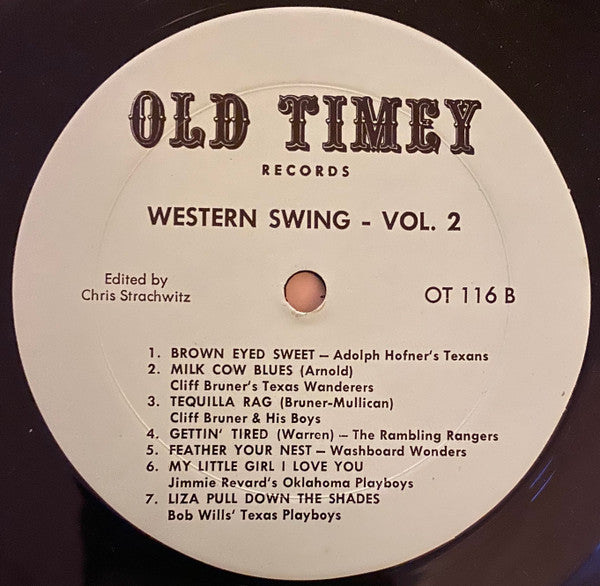 OLD TIMEY
RECORDS
WESTERN SWING - VOL. 2
Edited by
Chris Strachwitz
OT 116 B
1. BROWN EYED SWEET — Adolph Hofner's Texans
2. MILK COW BLUES (Arnold)
Cliff Bruner's Texas Wanderers
3. TEQUILLA RAG (Bruner-Mullican)
Cliff Bruner & His Boys
4. GETTIN' TIRED (Warren) — The Rambling Rangers
5. FEATHER YOUR NEST — Washboard Wonders
6. MY LITTLE GIRL I LOVE YOU
Jimmie Revard's Oklahoma Playboys
7. LIZA PULL DOWN THE SHADES
Bob Wills' Texas Playboys